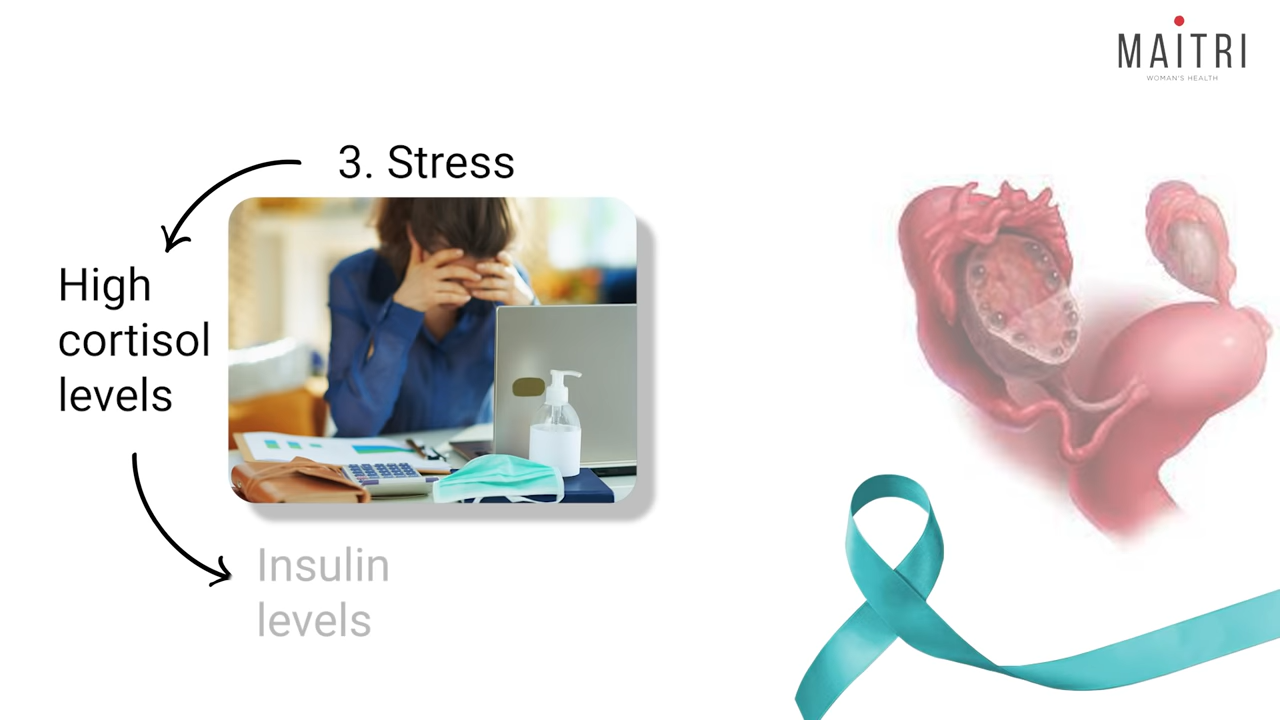 MAITRI
WOMAN'S HEALTH
3. Stress
High
cortisol
levels
Insulin
levels